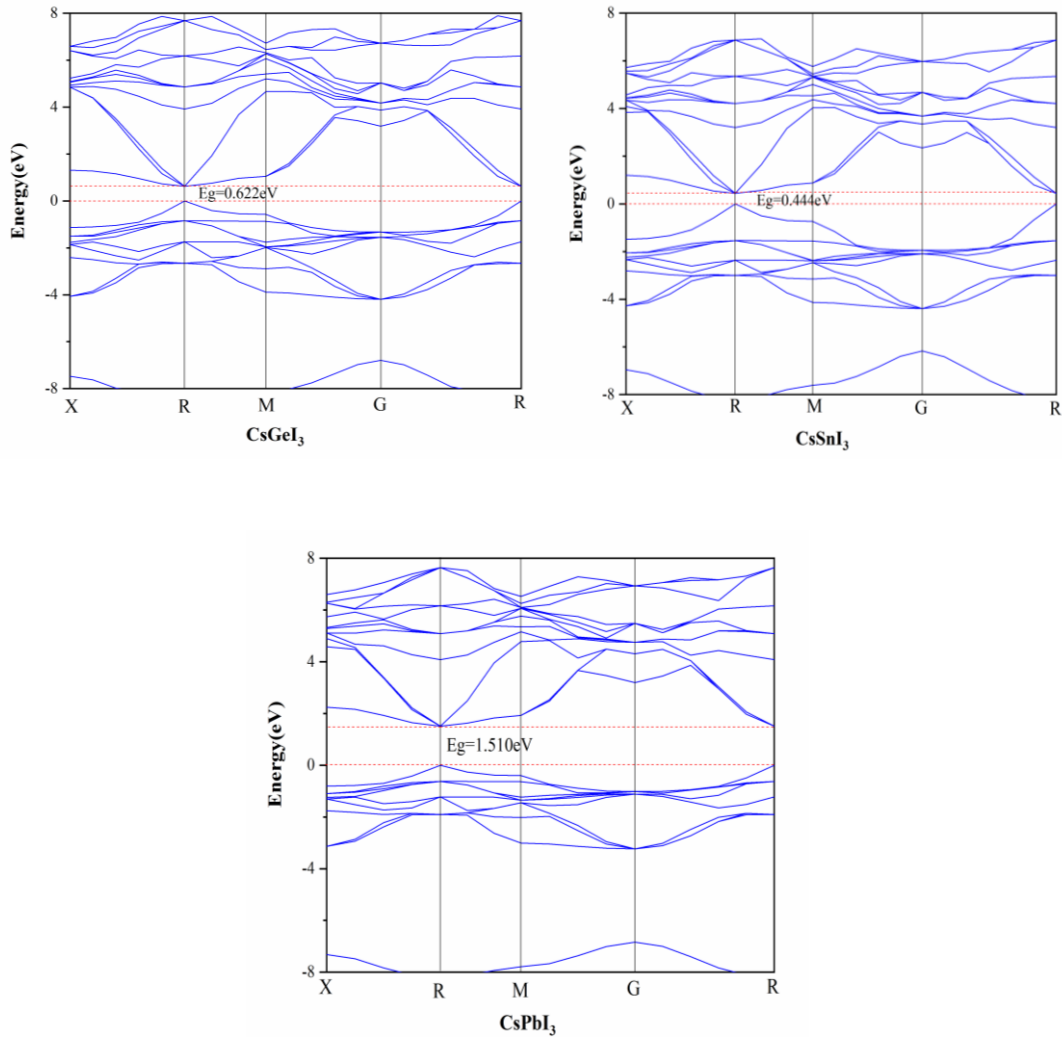 8
4
0
-4
-8
Energy(eV)
Eg=0.622eV
X R M G R
CsGeI₃
8
4
0
-4
-8
Energy(eV)
Eg=0.444eV
X R M G R
CsSnI₃
8
4
0
-4
-8
Energy(eV)
Eg=1.510eV
X R M G R
CsPbI₃